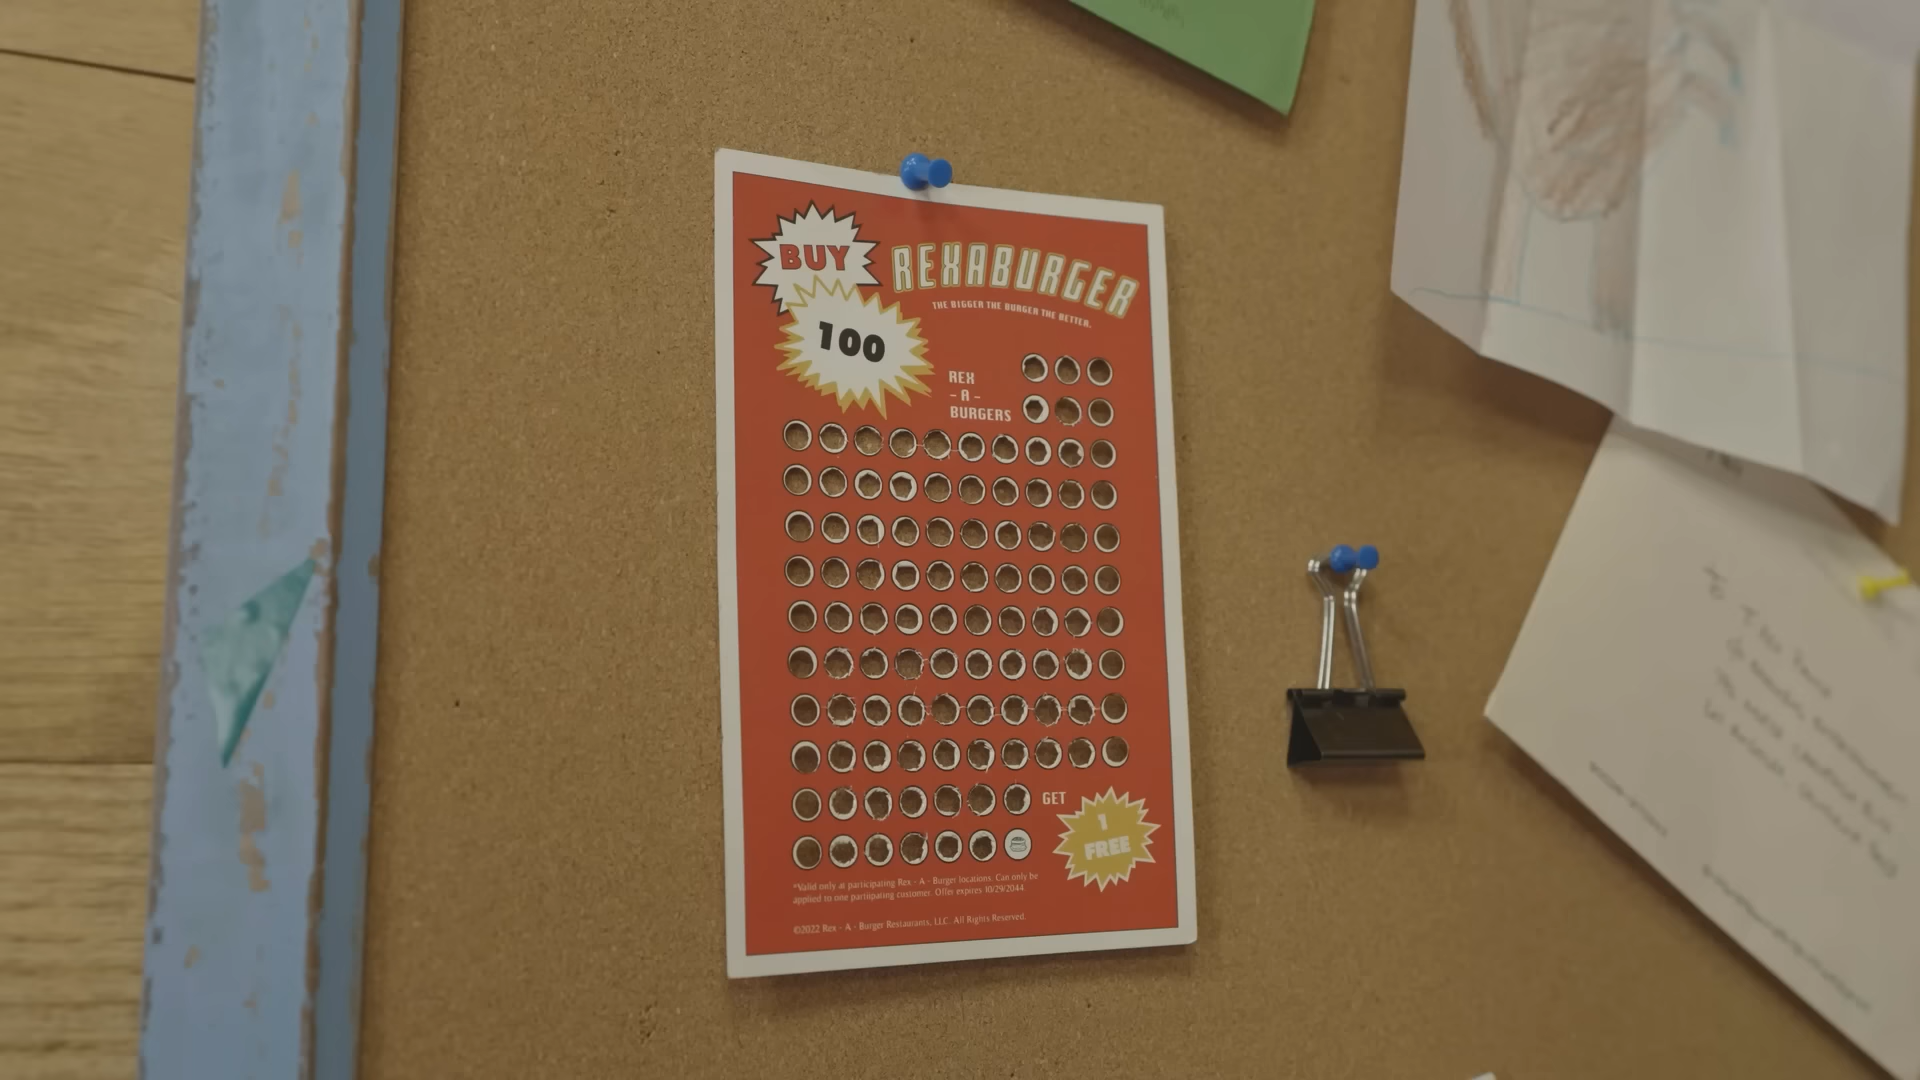 BUY
REXABURGER
THE BIGGER THE BURGER THE BETTER.
100
REX
- A -
BURGERS
GET
1
FREE
*Valid only at participating Rex - A - Burger locations. Can only be
applied to one partipating customer. Offer expires 10/29/2044
©2022 Rex - A - Burger Restaurants, LLC. All Rights Reserved.